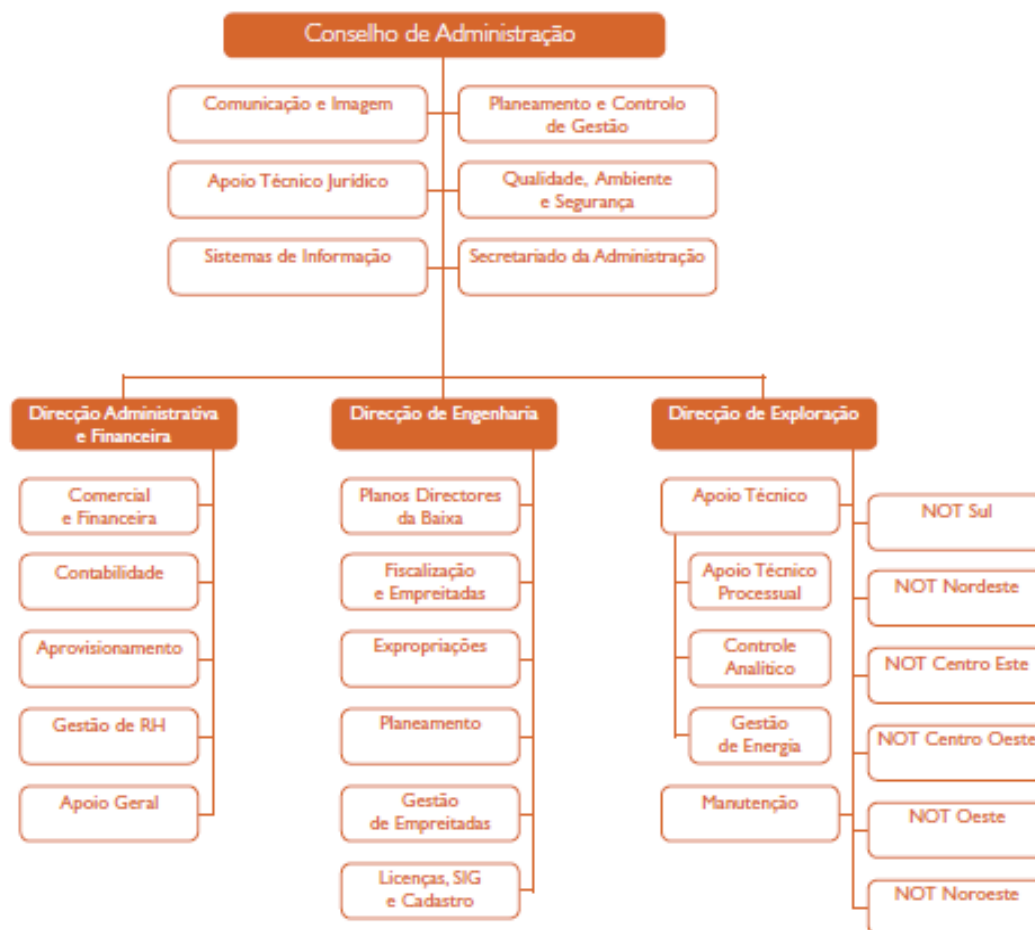 Conselho de Administração
Comunicação e Imagem
Planeamento e Controlo
de Gestão
Apoio Técnico Jurídico
Qualidade, Ambiente
e Segurança
Sistemas de Informação
Secretariado da Administração
Direcção Administrativa
e Financeira
Comercial
e Financeira
Contabilidade
Aprovisionamento
Gestão de RH
Apoio Geral
Direcção de Engenharia
Planos Directores
da Baixa
Fiscalização
e Empreitadas
Expropriações
Planeamento
Gestão
de Empreitadas
Licenças, SIG
e Cadastro
Direcção de Exploração
Apoio Técnico
Apoio Técnico
Processual
Controle
Analítico
Gestão
de Energia
Manutenção
NOT Sul
NOT Nordeste
NOT Centro Este
NOT Centro Oeste
NOT Oeste
NOT Noroeste